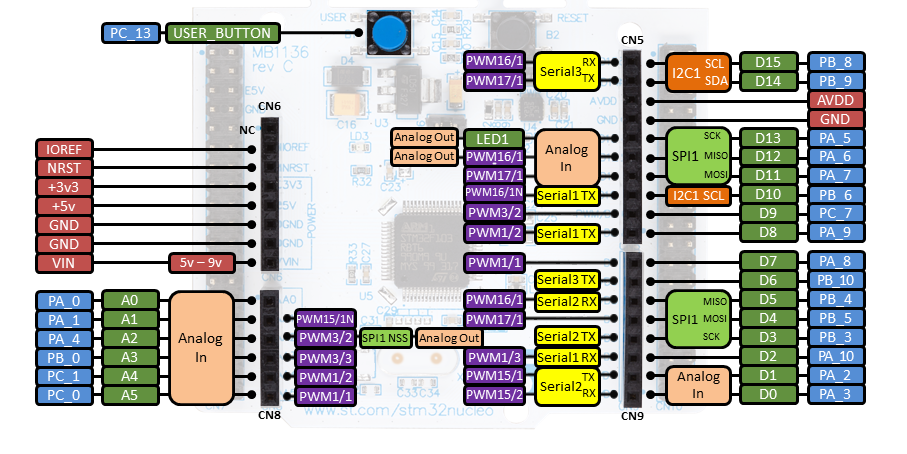 USER
RESET
PC_13 USER_BUTTON
B2
MB1136
rev C
CN5
PWM16/1 Serial3 RX I2C1 SCL D15 PB_8
PWM17/1 TX SDA D14 PB_9
D4
E5V
AVDD AVDD
C16
U3
CN6
GND
NC
LD3
Analog Out LED1 Analog In SPI1 SCK D13 PA_5
IOREF
Analog Out PWM16/1 MISO D12 PA_6
NRST NRST
PWM17/1 MOSI D11 PA_7
R32
C23
+3v3 3V3
PWM16/1N Serial1 TX I2C1 SCL D10 PB_6
+5v 5V
PWM3/2 D9 PC_7
GND GND
POWER
PWM1/2 Serial1 TX D8 PA_9
GND GND
R33
C27
VIN 5v – 9v VIN
PWM1/1 D7 PA_8
Serial3 TX D6 PB_10
U5
PA_0 A0 Analog In A0
PWM16/1 Serial2 RX SPI1 MISO D5 PB_4
PA_1 A1 PWM15/1N
PWM17/1 MOSI D4 PB_5
PA_4 A2 PWM3/2 SPI1 NSS Analog Out
Serial2 TX SCK D3 PB_3
PB_0 A3 PWM3/3
PWM1/3 Serial1 RX D2 PA_10
PC_1 A4 PWM1/2
PWM15/1 Serial2 TX Analog In D1 PA_2
PC_0 A5 PWM1/1
PWM15/2 RX D0 PA_3
C33 C34
CN8
www.st.com/stm32nucleo
CN9
CN10